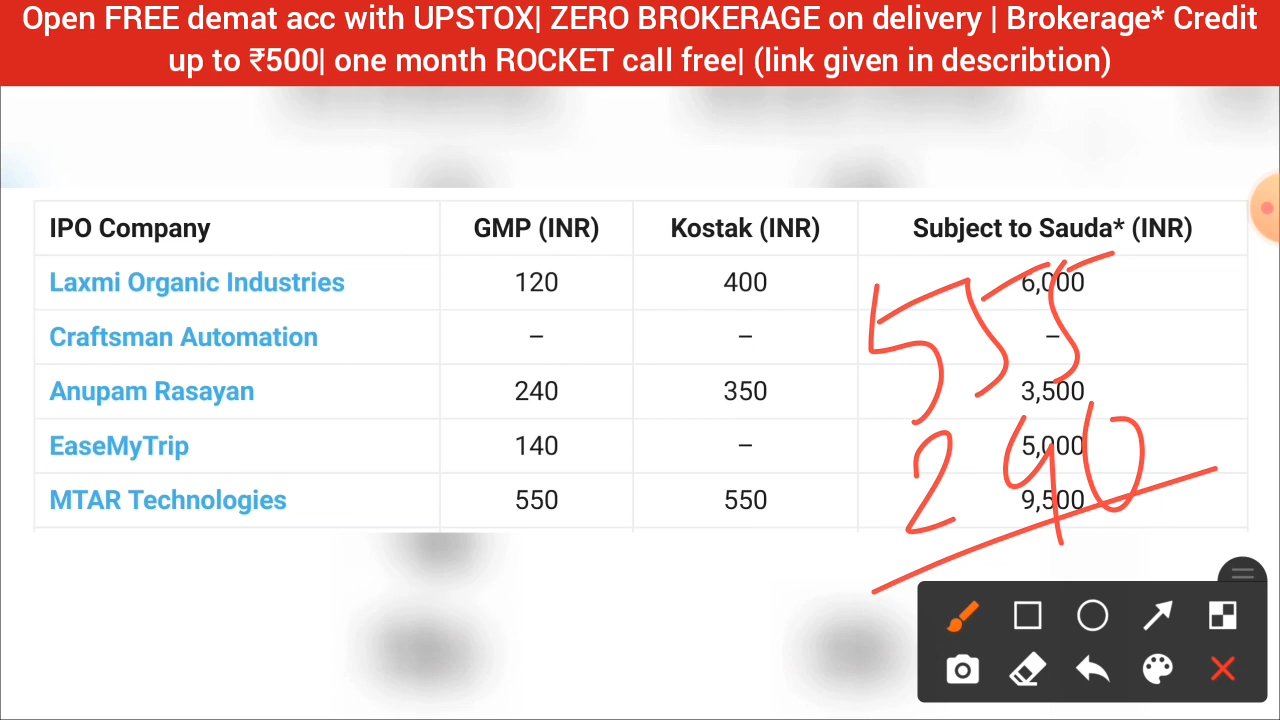 Open FREE demat acc with UPSTOX| ZERO BROKERAGE on delivery | Brokerage* Credit
up to ₹500| one month ROCKET call free| (link given in describtion)
IPO Company GMP (INR) Kostak (INR) Subject to Sauda* (INR)
Laxmi Organic Industries 120 400 6,000
Craftsman Automation – – –
Anupam Rasayan 240 350 3,500
EaseMyTrip 140 – 5,000
MTAR Technologies 550 550 9,500
555
240